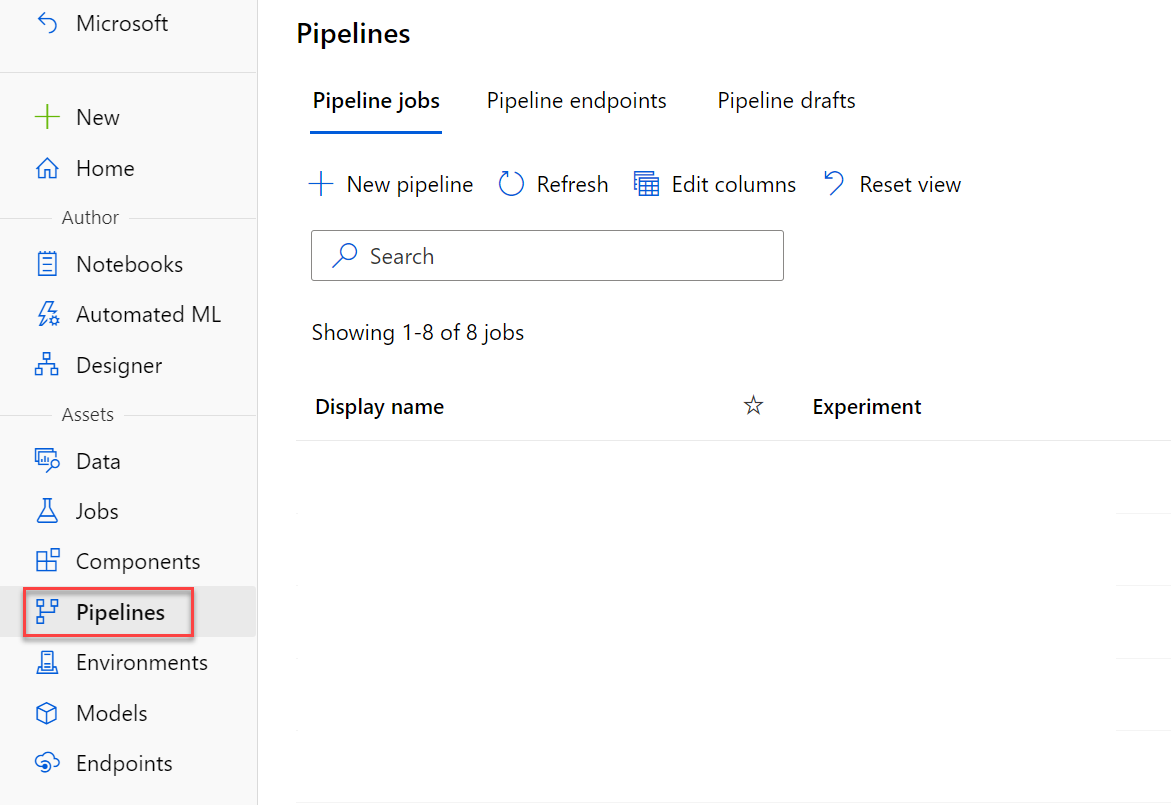 Microsoft
New
Home
Author
Notebooks
Automated ML
Designer
Assets
Data
Jobs
Components
Pipelines
Environments
Models
Endpoints
Pipelines
Pipeline jobs Pipeline endpoints Pipeline drafts
New pipeline Refresh Edit columns Reset view
Search
Showing 1-8 of 8 jobs
Display name Experiment